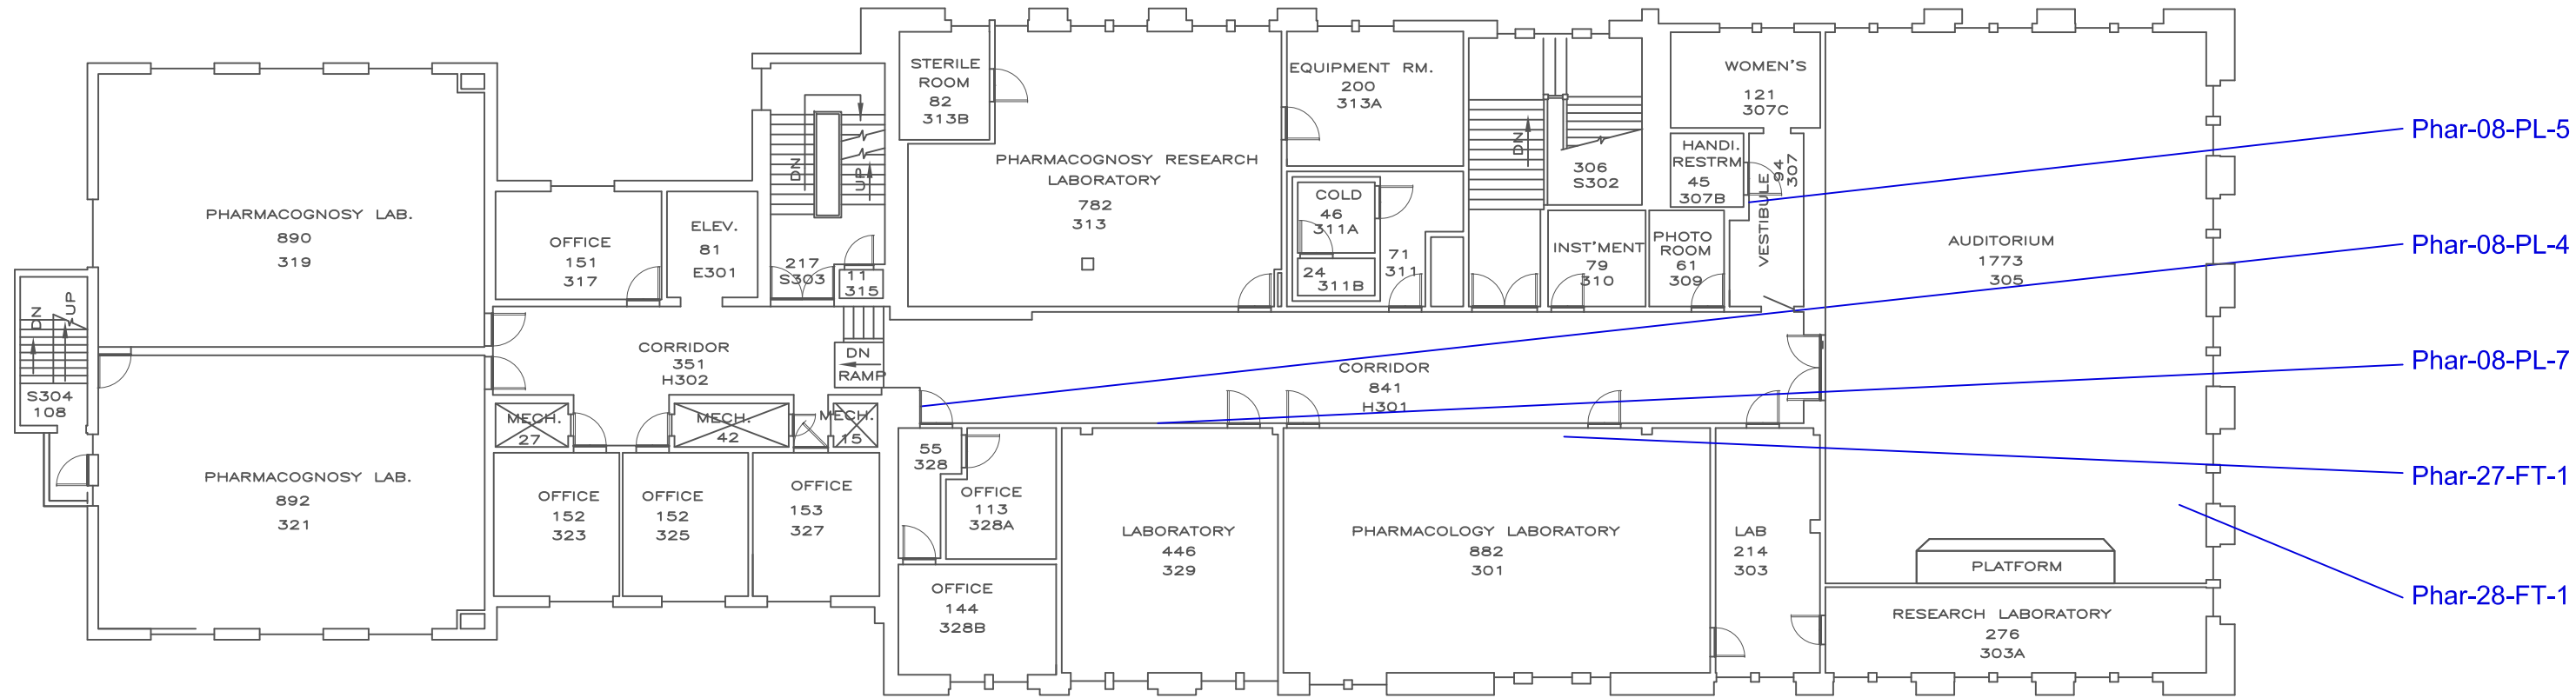 PHARMACOGNOSY LAB.
890
319
DN
UP
S304
108
PHARMACOGNOSY LAB.
892
321
OFFICE
151
317
ELEV.
81
E301
DN
UP
217
S303
11
315
CORRIDOR
351
H302
DN
RAMP
MECH.
27
MECH.
42
MECH.
15
OFFICE
152
323
OFFICE
152
325
OFFICE
153
327
STERILE
ROOM
82
313B
PHARMACOGNOSY RESEARCH
LABORATORY
782
313
EQUIPMENT RM.
200
313A
COLD
46
311A
24
311B
71
311
DN
306
S302
INST'MENT
79
310
PHOTO
ROOM
61
309
WOMEN'S
121
307C
HANDI.
RESTRM
45
307B
VESTIBULE
94
307
AUDITORIUM
1773
305
CORRIDOR
841
H301
55
328
OFFICE
113
328A
OFFICE
144
328B
LABORATORY
446
329
PHARMACOLOGY LABORATORY
882
301
LAB
214
303
PLATFORM
RESEARCH LABORATORY
276
303A
Phar-08-PL-5
Phar-08-PL-4
Phar-08-PL-7
Phar-27-FT-1
Phar-28-FT-1